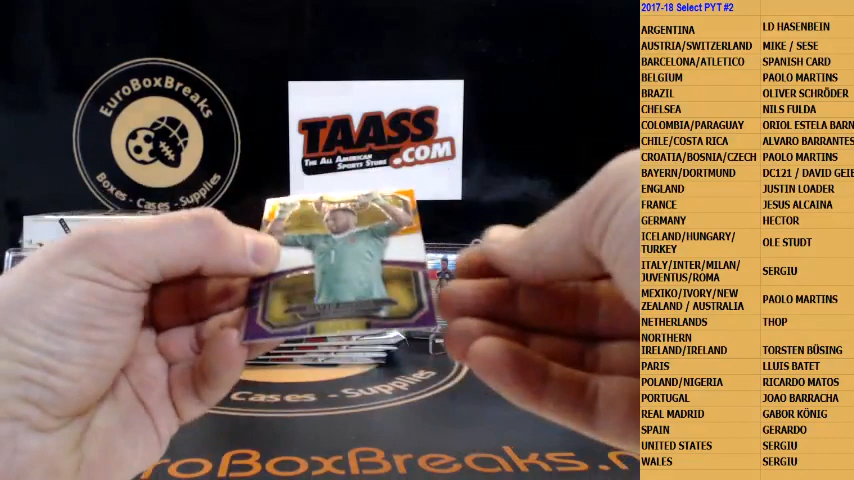 EuroBoxBreaks
Boxes - Cases - Supplies
TAASS
.COM
THE ALL AMERICAN
SPORTS STORE
Cases - Supplies
uroBoxBreaks.n
2017-18 Select PYT #2
ARGENTINA LD HASENBEIN
AUSTRIA/SWITZERLAND MIKE / SESE
BARCELONA/ATLETICO SPANISH CARD
BELGIUM PAOLO MARTINS
BRAZIL OLIVER SCHRÖDER
CHELSEA NILS FULDA
COLOMBIA/PARAGUAY ORIOL ESTELA BARN
CHILE/COSTA RICA ALVARO BARRANTES
CROATIA/BOSNIA/CZECH PAOLO MARTINS
BAYERN/DORTMUND DC121 / DAVID GEIB
ENGLAND JUSTIN LOADER
FRANCE JESUS ALCAINA
GERMANY HECTOR
ICELAND/HUNGARY/
TURKEY OLE STUDT
ITALY/INTER/MILAN/
JUVENTUS/ROMA SERGIU
MEXIKO/IVORY/NEW
ZEALAND / AUSTRALIA PAOLO MARTINS
NETHERLANDS THOP
NORTHERN
IRELAND/IRELAND TORSTEN BÜSING
PARIS LLUIS BATET
POLAND/NIGERIA RICARDO MATOS
PORTUGAL JOAO BARRACHA
REAL MADRID GABOR KÖNIG
SPAIN GERARDO
UNITED STATES SERGIU
WALES SERGIU